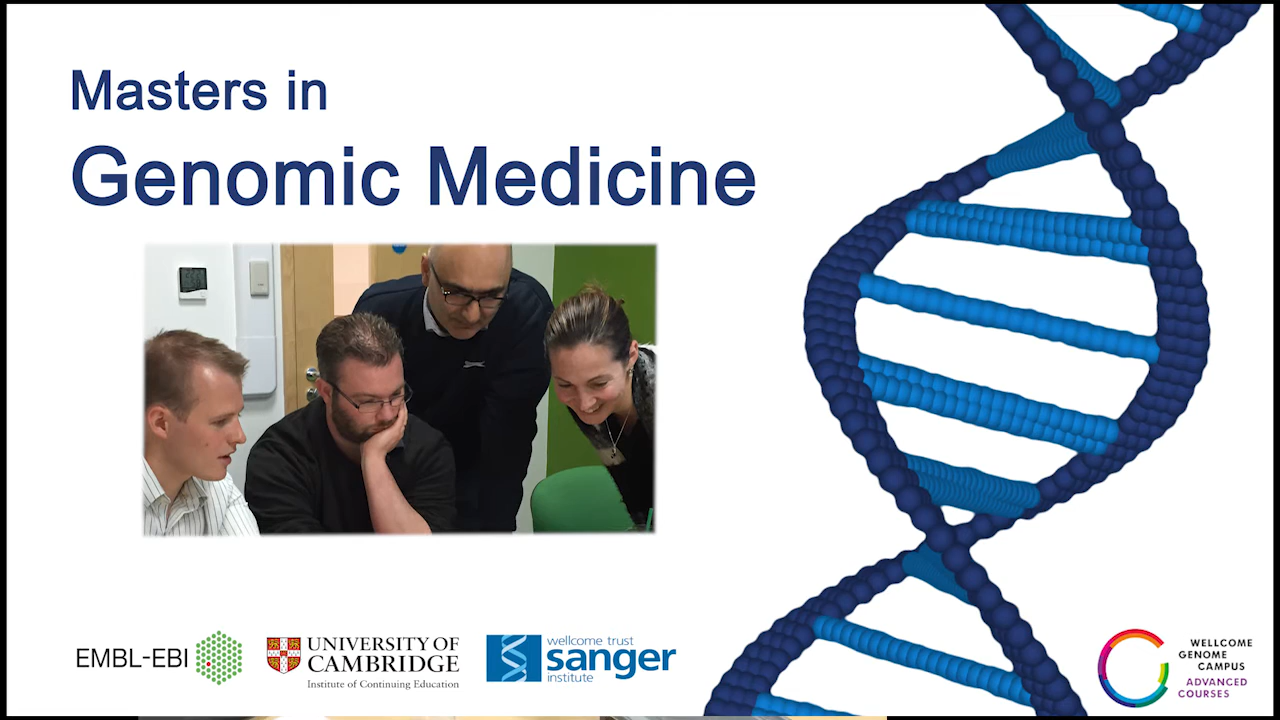 Masters in
Genomic Medicine
EMBL-EBI
UNIVERSITY OF
CAMBRIDGE
Institute of Continuing Education
wellcome trust
sanger
institute
WELLCOME
GENOME
CAMPUS
ADVANCED
COURSES